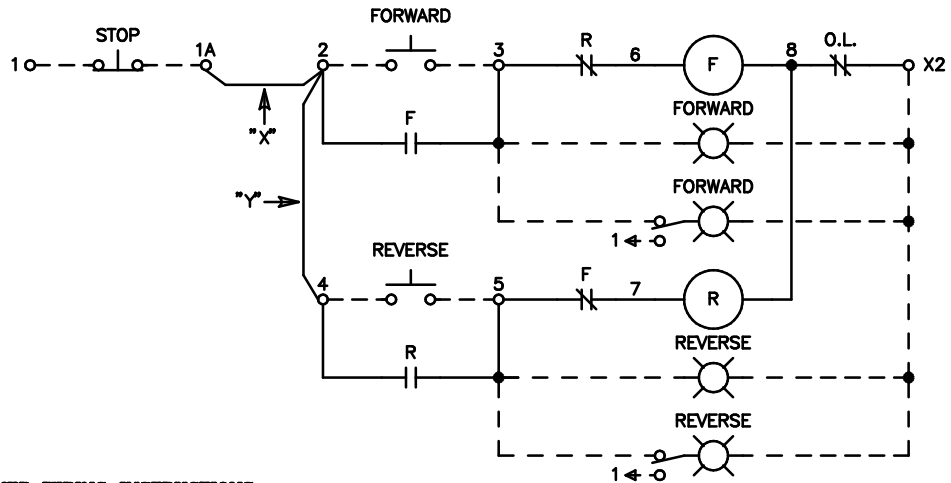 FORWARD
STOP
1 1A 2 3 R 6 F 8 O.L. X2
FORWARD
F
"X"
FORWARD
"Y"
1
REVERSE
4 5 F 7 R
REVERSE
R
REVERSE
1